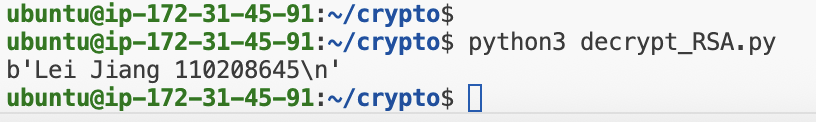 ubuntu@ip-172-31-45-91:~/crypto$
ubuntu@ip-172-31-45-91:~/crypto$ python3 decrypt_RSA.py
b'Lei Jiang 110208645\n'
ubuntu@ip-172-31-45-91:~/crypto$